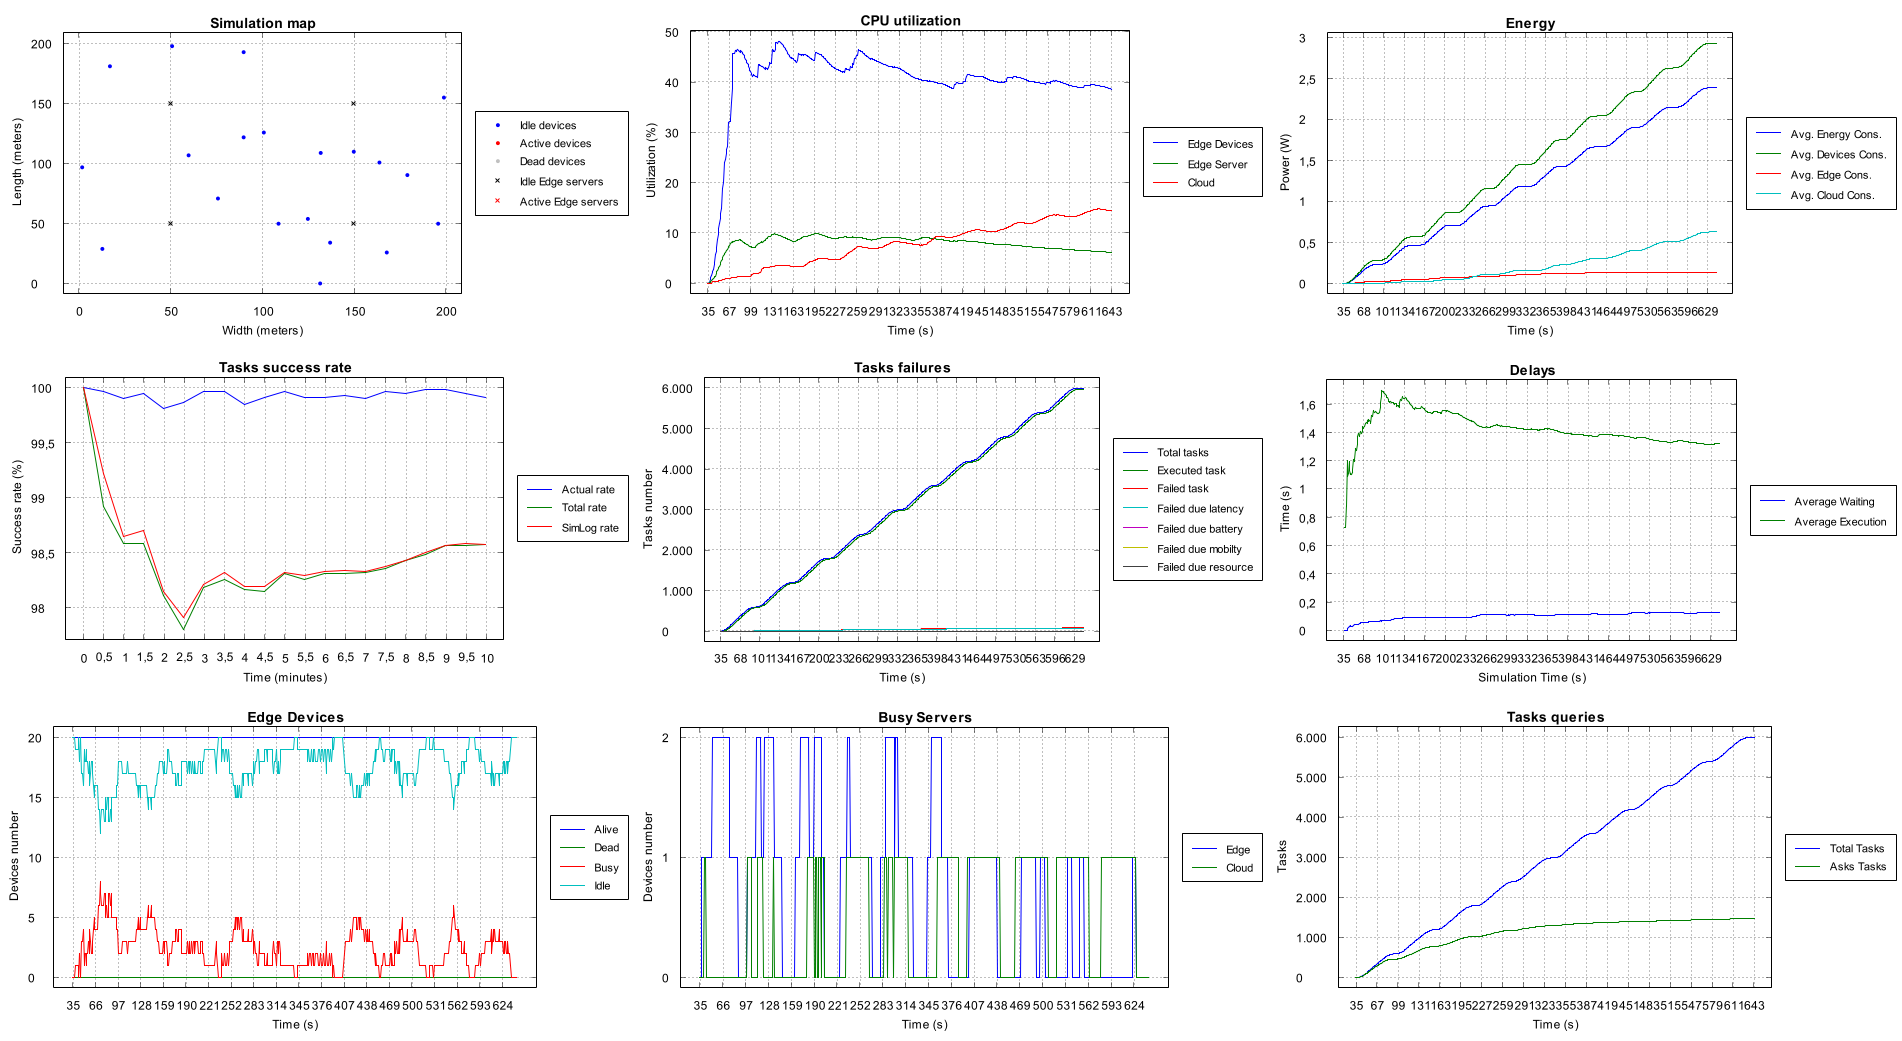 Simulation map
Length (meters)
200
150
100
50
0
0 50 100 150 200
Width (meters)
Idle devices
Active devices
Dead devices
Idle Edge servers
Active Edge servers
CPU utilization
Utilization (%)
50
40
30
20
10
0
Time (s)
Edge Devices
Edge Server
Cloud
Energy
Power (W)
3
2,5
2
1,5
1
0,5
0
Time (s)
Avg. Energy Cons.
Avg. Devices Cons.
Avg. Edge Cons.
Avg. Cloud Cons.
Tasks success rate
Success rate (%)
100
99,5
99
98,5
98
0 0,5 1 1,5 2 2,5 3 3,5 4 4,5 5 5,5 6 6,5 7 7,5 8 8,5 9 9,5 10
Time (minutes)
Actual rate
Total rate
SimLog rate
Tasks failures
Tasks number
6.000
5.000
4.000
3.000
2.000
1.000
0
Time (s)
Total tasks
Executed task
Failed task
Failed due latency
Failed due battery
Failed due mobilty
Failed due resource
Delays
Time (s)
1,6
1,4
1,2
1
0,8
0,6
0,4
0,2
0
Simulation Time (s)
Average Waiting
Average Execution
Edge Devices
Devices number
20
15
10
5
0
35 66 97 128 159 190 221 252 283 314 345 376 407 438 469 500 531 562 593 624
Time (s)
Alive
Dead
Busy
Idle
Busy Servers
Devices number
2
1
0
35 66 97 128 159 190 221 252 283 314 345 376 407 438 469 500 531 562 593 624
Time (s)
Edge
Cloud
Tasks queries
Tasks
6.000
5.000
4.000
3.000
2.000
1.000
0
Time (s)
Total Tasks
Asks Tasks